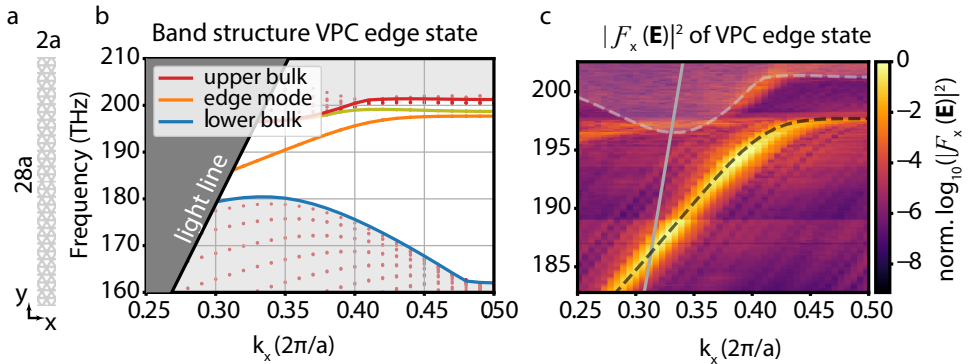 a
2a
28a
y
x
b
Band structure VPC edge state
Frequency (THz)
210
200
190
180
170
160
upper bulk
edge mode
lower bulk
light line
0.25
0.30
0.35
0.40
0.45
0.50
k_x (2π/a)
c
|F_x (E)|² of VPC edge state
200
195
190
185
0.25
0.30
0.35
0.40
0.45
0.50
k_x (2π/a)
0
−2
−4
−6
−8
norm. log₁₀(|F_x (E)|²)